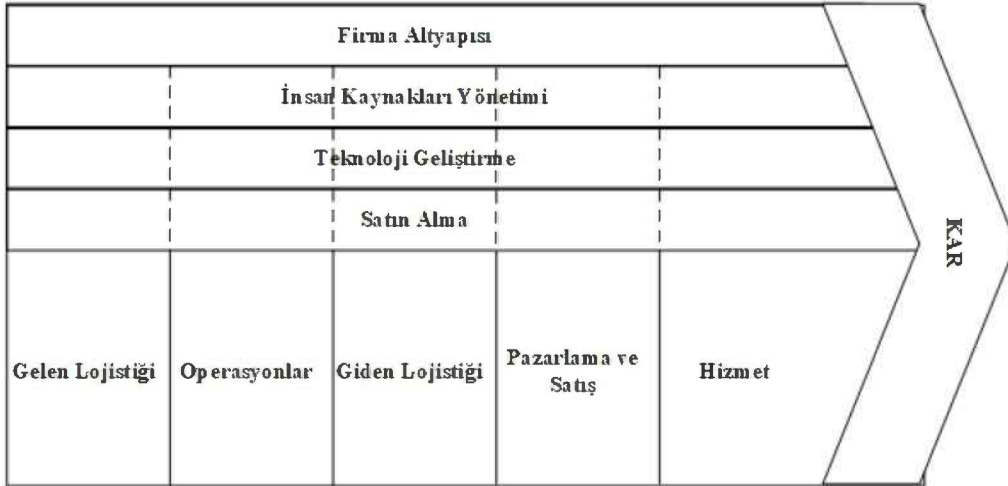 Firma Altyapısı
İnsan Kaynakları Yönetimi
Teknoloji Geliştirme
Satın Alma
KAR
Gelen Lojistiği
Operasyonlar
Giden Lojistiği
Pazarlama ve
Satış
Hizmet